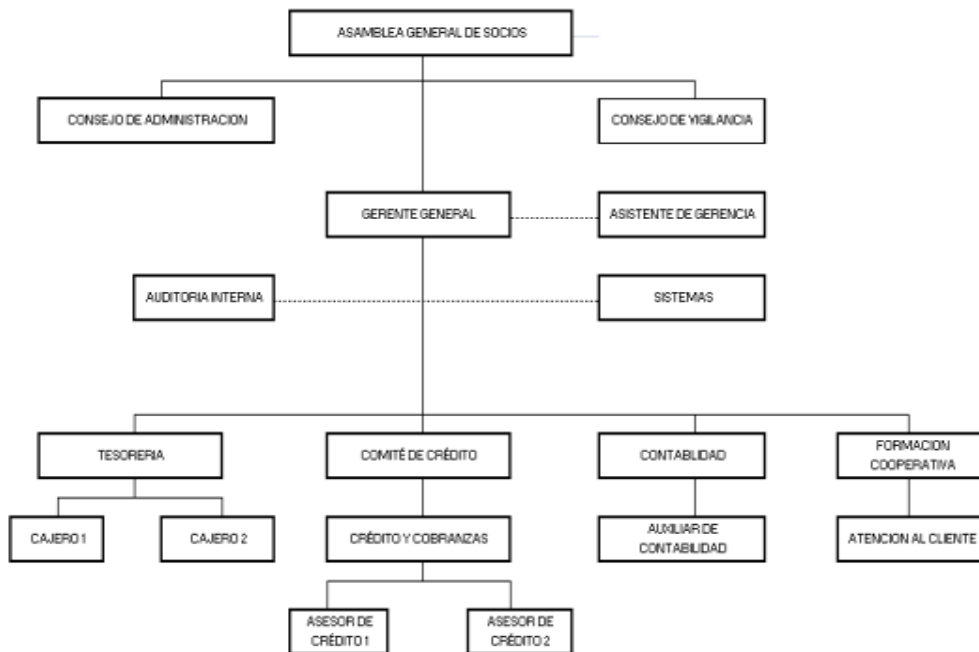 ASAMBLEA GENERAL DE SOCIOS
CONSEJO DE ADMINISTRACION
CONSEJO DE VIGILANCIA
GERENTE GENERAL
ASISTENTE DE GERENCIA
AUDITORIA INTERNA
SISTEMAS
TESORERIA
COMITÉ DE CRÉDITO
CONTABLIDAD
FORMACION
COOPERATIVA
CAJERO 1
CAJERO 2
CRÉDITO Y COBRANZAS
AUXILIAR DE
CONTABILIDAD
ATENCION AL CLIENTE
ASESOR DE
CRÉDITO 1
ASESOR DE
CRÉDITO 2